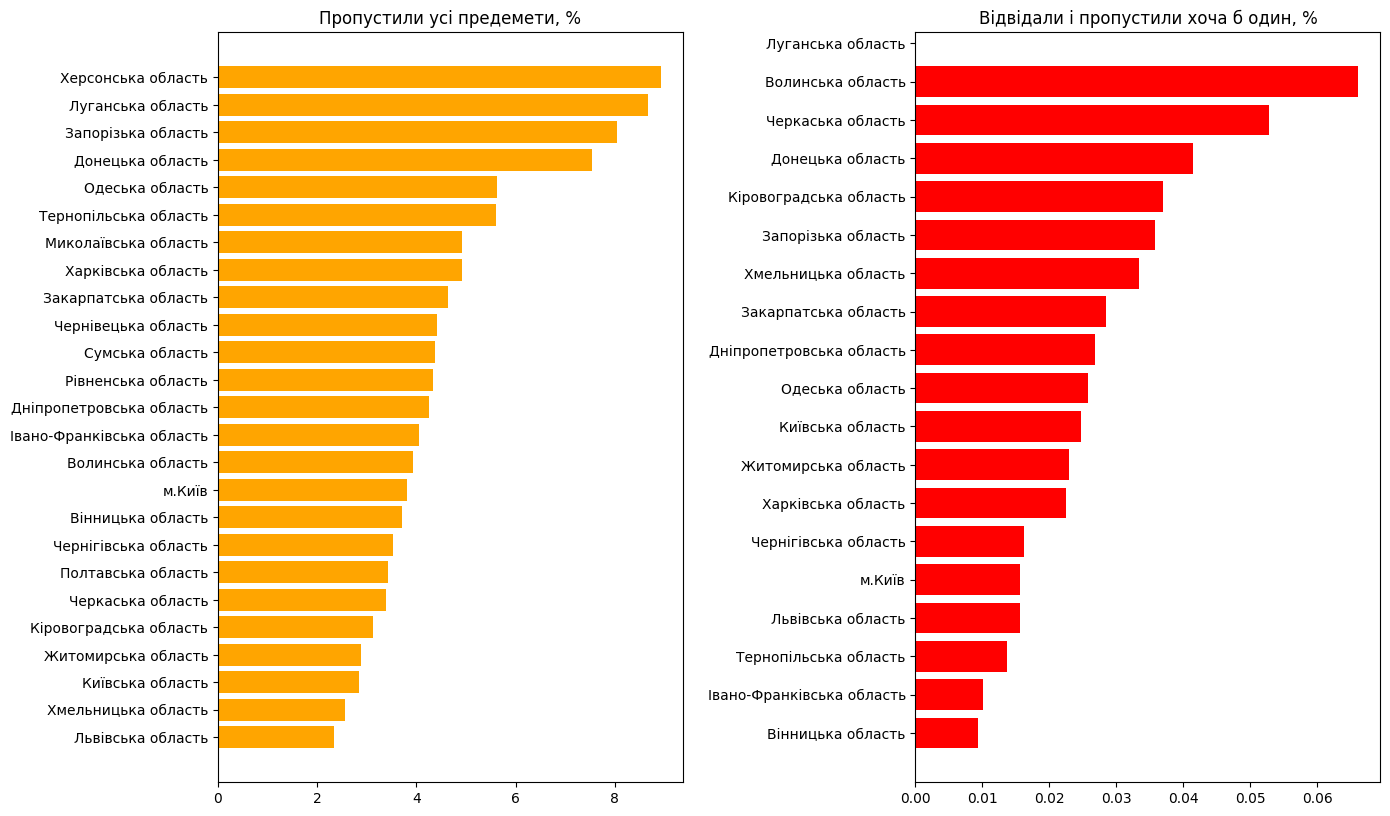 Пропустили усі предемети, %
Херсонська область
Луганська область
Запорізька область
Донецька область
Одеська область
Тернопільська область
Миколаївська область
Харківська область
Закарпатська область
Чернівецька область
Сумська область
Рівненська область
Дніпропетровська область
Івано-Франківська область
Волинська область
м.Київ
Вінницька область
Чернігівська область
Полтавська область
Черкаська область
Кіровоградська область
Житомирська область
Київська область
Хмельницька область
Львівська область
0 2 4 6 8
Відвідали і пропустили хоча б один, %
Луганська область
Волинська область
Черкаська область
Донецька область
Кіровоградська область
Запорізька область
Хмельницька область
Закарпатська область
Дніпропетровська область
Одеська область
Київська область
Житомирська область
Харківська область
Чернігівська область
м.Київ
Львівська область
Тернопільська область
Івано-Франківська область
Вінницька область
0.00 0.01 0.02 0.03 0.04 0.05 0.06